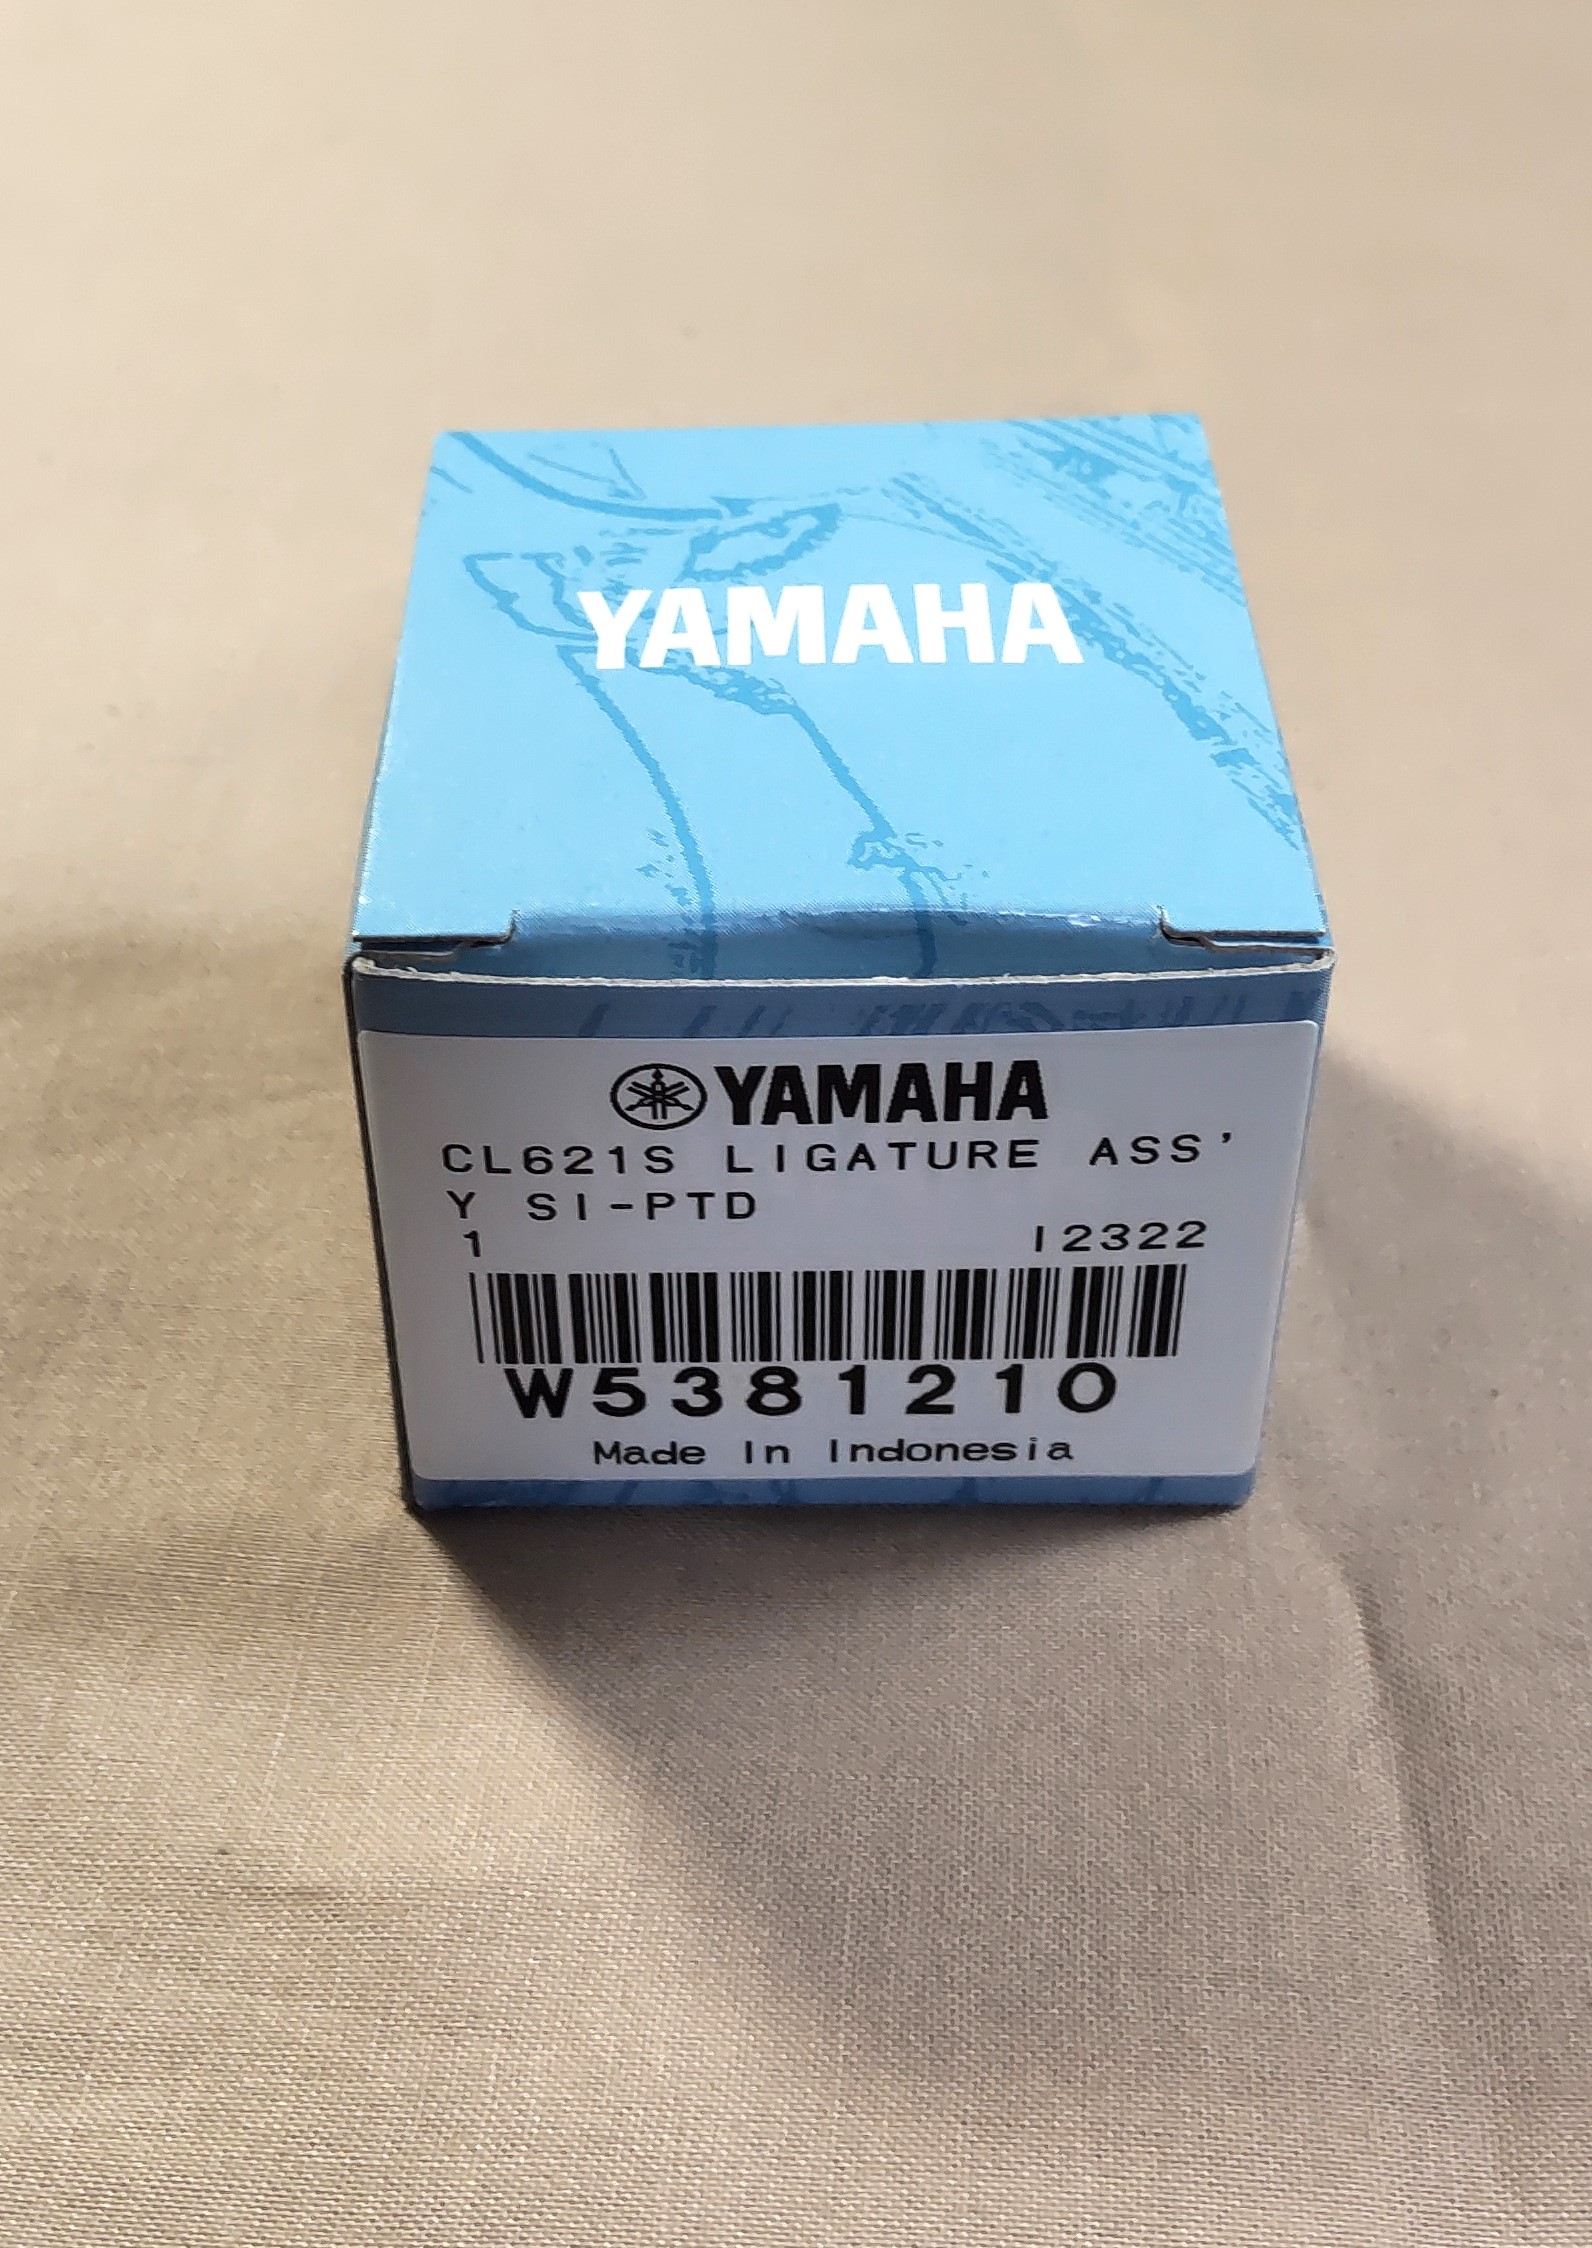 YAMAHA
YAMAHA
CL621S LIGATURE ASS'
Y SI-PTD
1 I2322
W5381210
Made In Indonesia